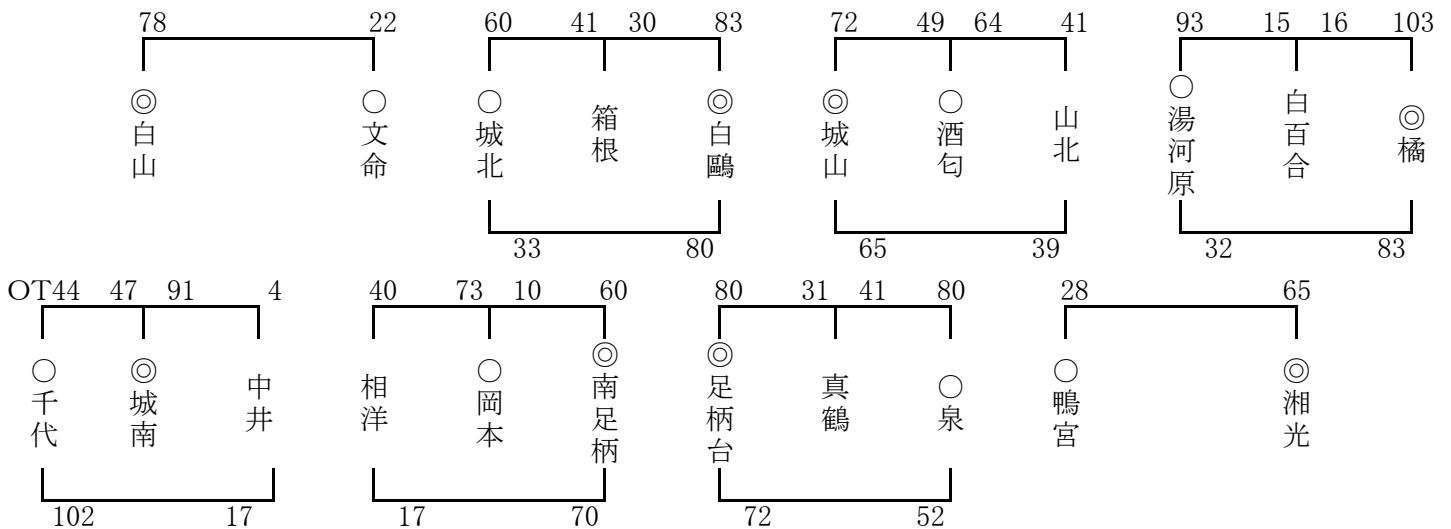 78 22 60 41 30 83 72 49 64 41 93 15 16 103
◎白山
○文命
○城北
箱根
◎白鷗
◎城山
○酒匂
山北
○湯河原
白百合
◎橘
33 80 65 39 32 83
OT44 47 91 4 40 73 10 60 80 31 41 80 28 65
○千代
◎城南
中井
相洋
○岡本
◎南足柄
◎足柄台
真鶴
○泉
○鴨宮
◎湘光
102 17 17 70 72 52